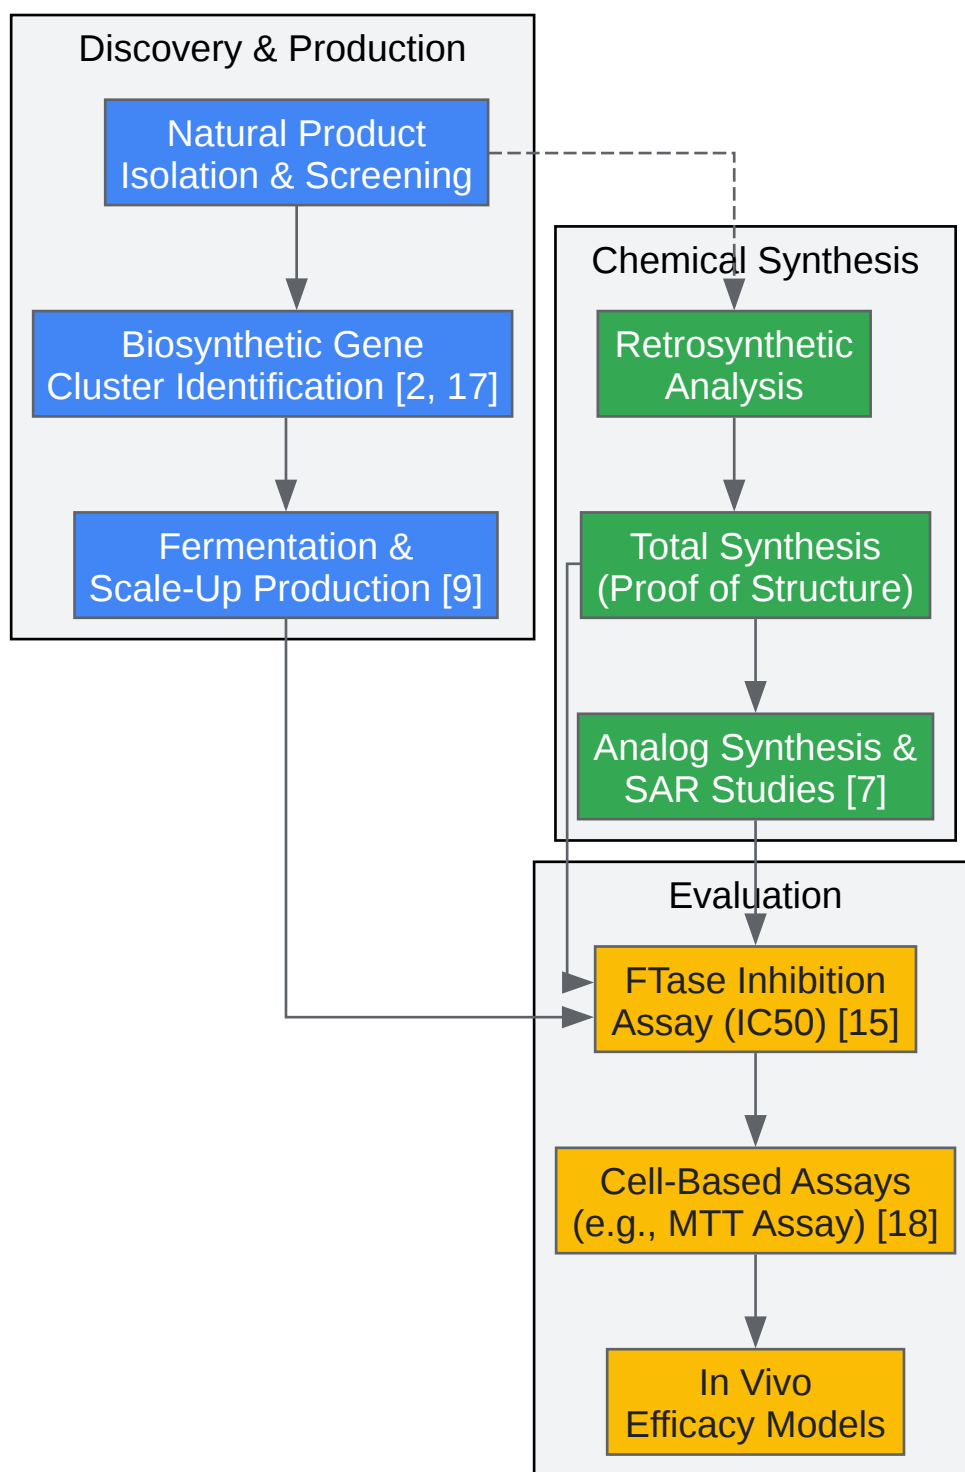 Discovery & Production
Natural Product
Isolation & Screening
Biosynthetic Gene
Cluster Identification [2, 17]
Fermentation &
Scale-Up Production [9]
Chemical Synthesis
Retrosynthetic
Analysis
Total Synthesis
(Proof of Structure)
Analog Synthesis &
SAR Studies [7]
Evaluation
FTase Inhibition
Assay (IC50) [15]
Cell-Based Assays
(e.g., MTT Assay) [18]
In Vivo
Efficacy Models